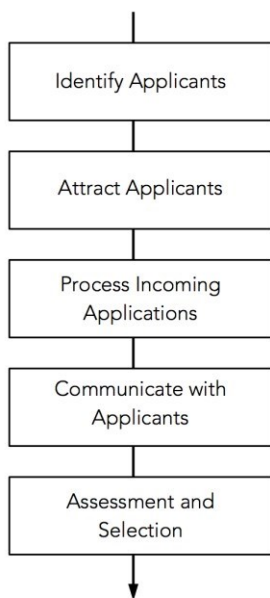 Identify Applicants
Attract Applicants
Process Incoming
Applications
Communicate with
Applicants
Assessment and
Selection